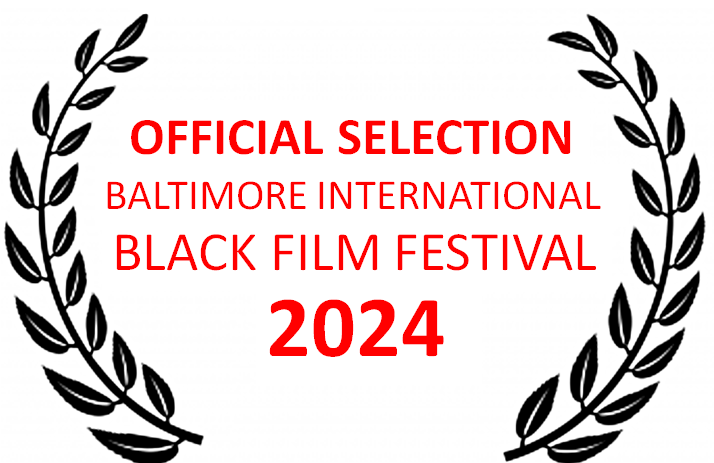 OFFICIAL SELECTION
BALTIMORE INTERNATIONAL
BLACK FILM FESTIVAL
2024